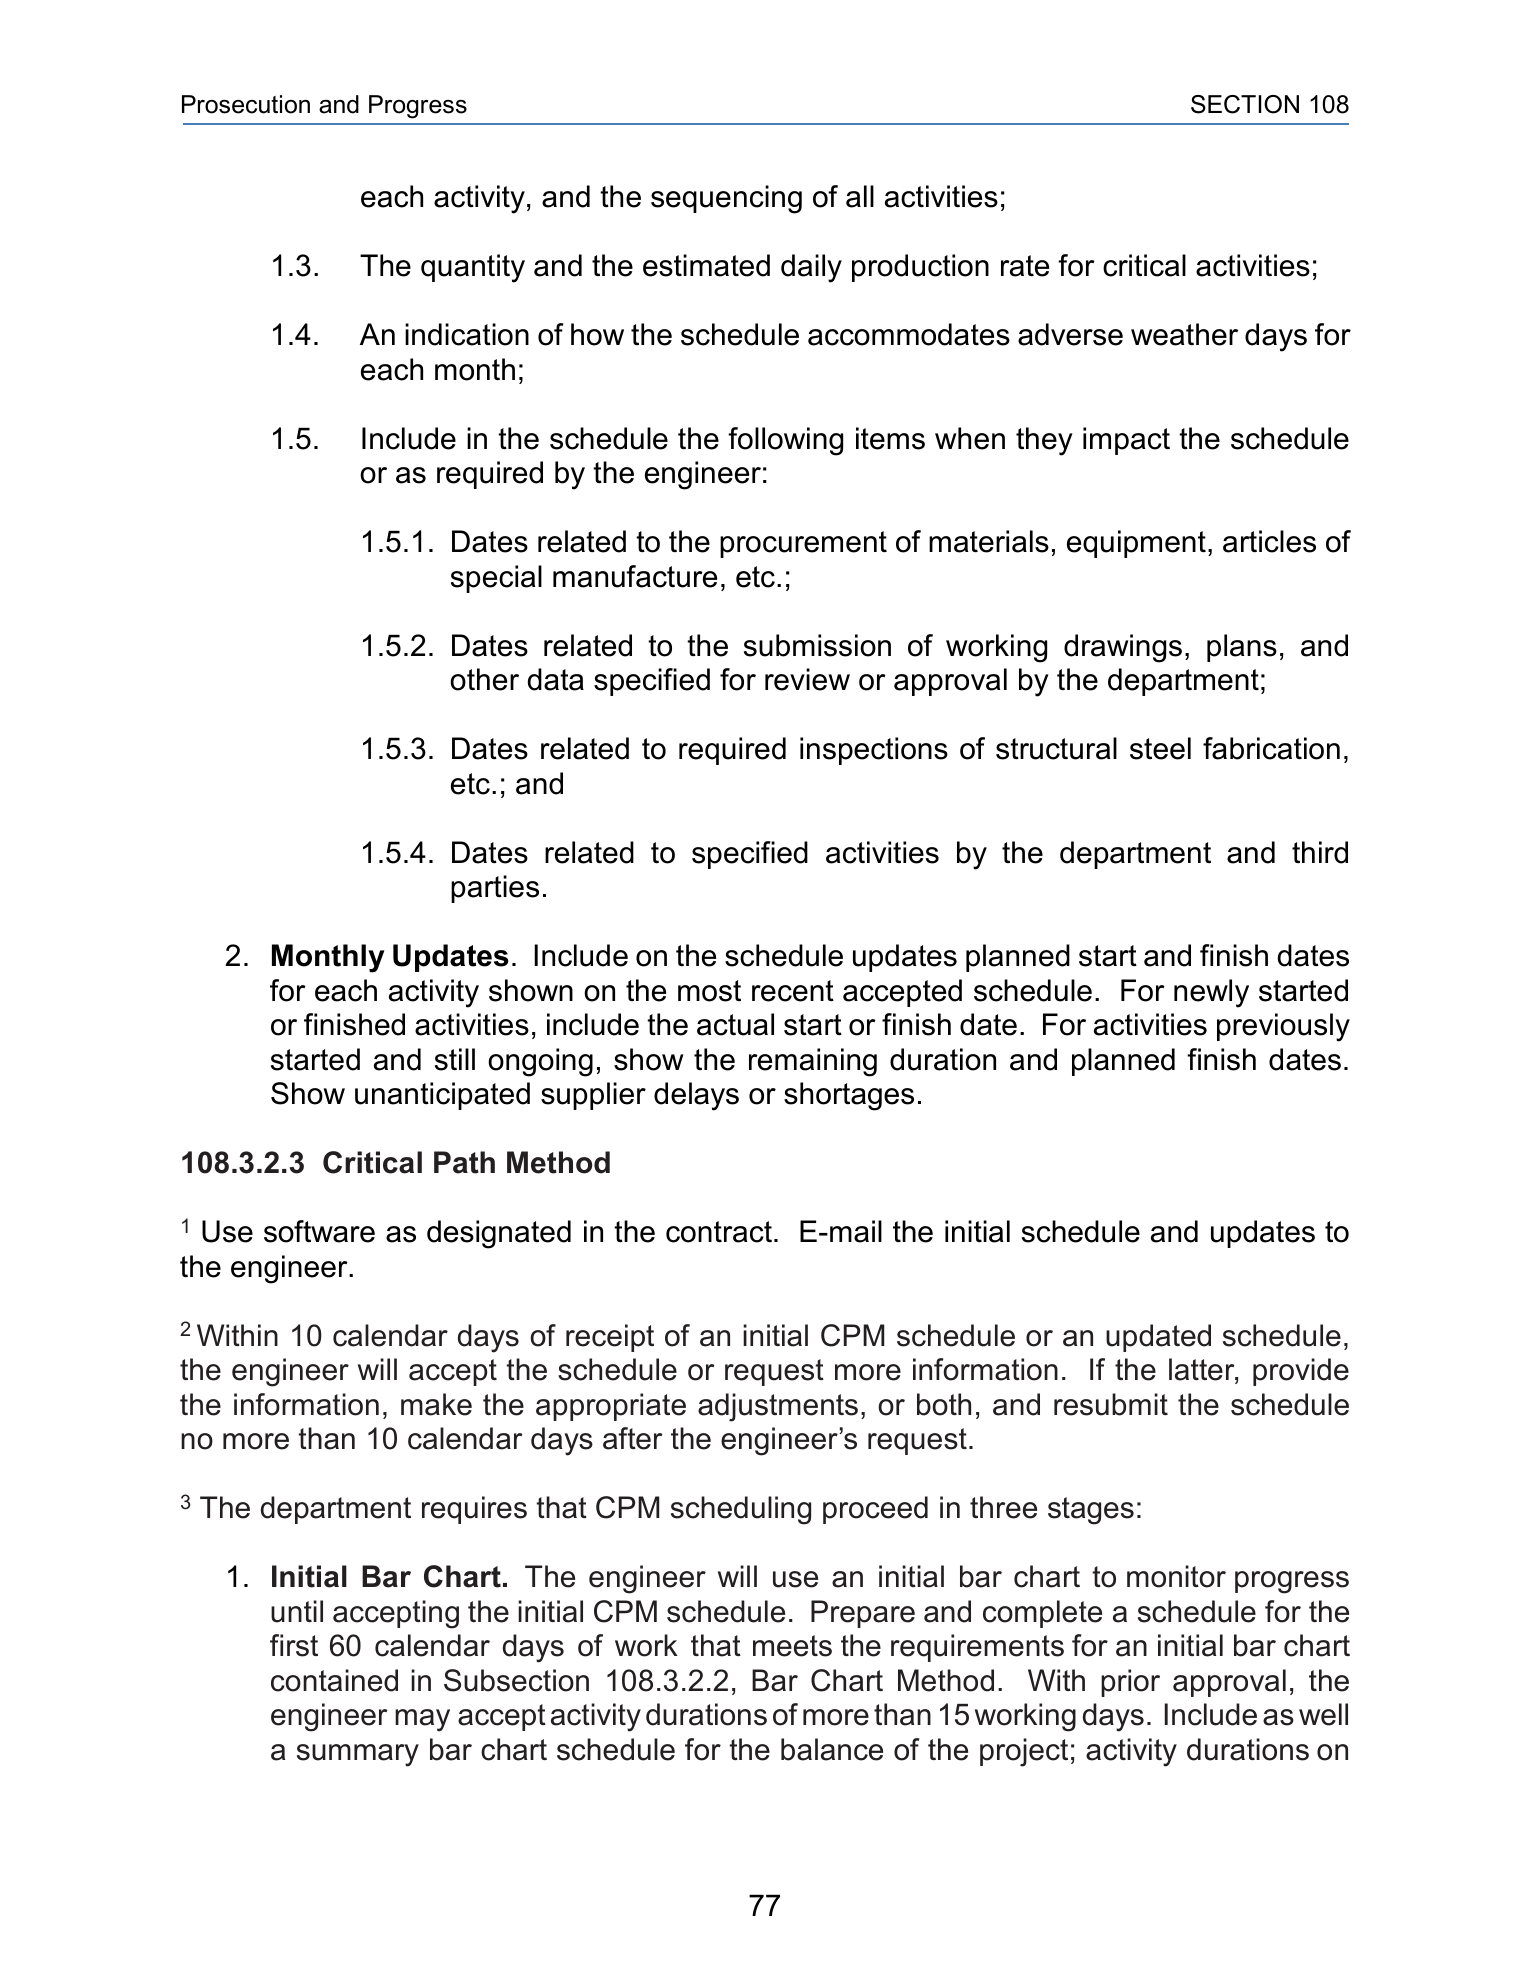 Prosecution and Progress SECTION 108
each activity, and the sequencing of all activities;
1.3. The quantity and the estimated daily production rate for critical activities;
1.4. An indication of how the schedule accommodates adverse weather days for
each month;
1.5. Include in the schedule the following items when they impact the schedule
or as required by the engineer:
1.5.1. Dates related to the procurement of materials, equipment, articles of
special manufacture, etc.;
1.5.2. Dates related to the submission of working drawings, plans, and
other data specified for review or approval by the department;
1.5.3. Dates related to required inspections of structural steel fabrication,
etc.; and
1.5.4. Dates related to specified activities by the department and third
parties.
2. Monthly Updates. Include on the schedule updates planned start and finish dates
for each activity shown on the most recent accepted schedule. For newly started
or finished activities, include the actual start or finish date. For activities previously
started and still ongoing, show the remaining duration and planned finish dates.
Show unanticipated supplier delays or shortages.
108.3.2.3 Critical Path Method
1 Use software as designated in the contract. E-mail the initial schedule and updates to
the engineer.
2 Within 10 calendar days of receipt of an initial CPM schedule or an updated schedule,
the engineer will accept the schedule or request more information. If the latter, provide
the information, make the appropriate adjustments, or both, and resubmit the schedule
no more than 10 calendar days after the engineer’s request.
3 The department requires that CPM scheduling proceed in three stages:
1. Initial Bar Chart. The engineer will use an initial bar chart to monitor progress
until accepting the initial CPM schedule. Prepare and complete a schedule for the
first 60 calendar days of work that meets the requirements for an initial bar chart
contained in Subsection 108.3.2.2, Bar Chart Method. With prior approval, the
engineer may accept activity durations of more than 15 working days. Include as well
a summary bar chart schedule for the balance of the project; activity durations on
77